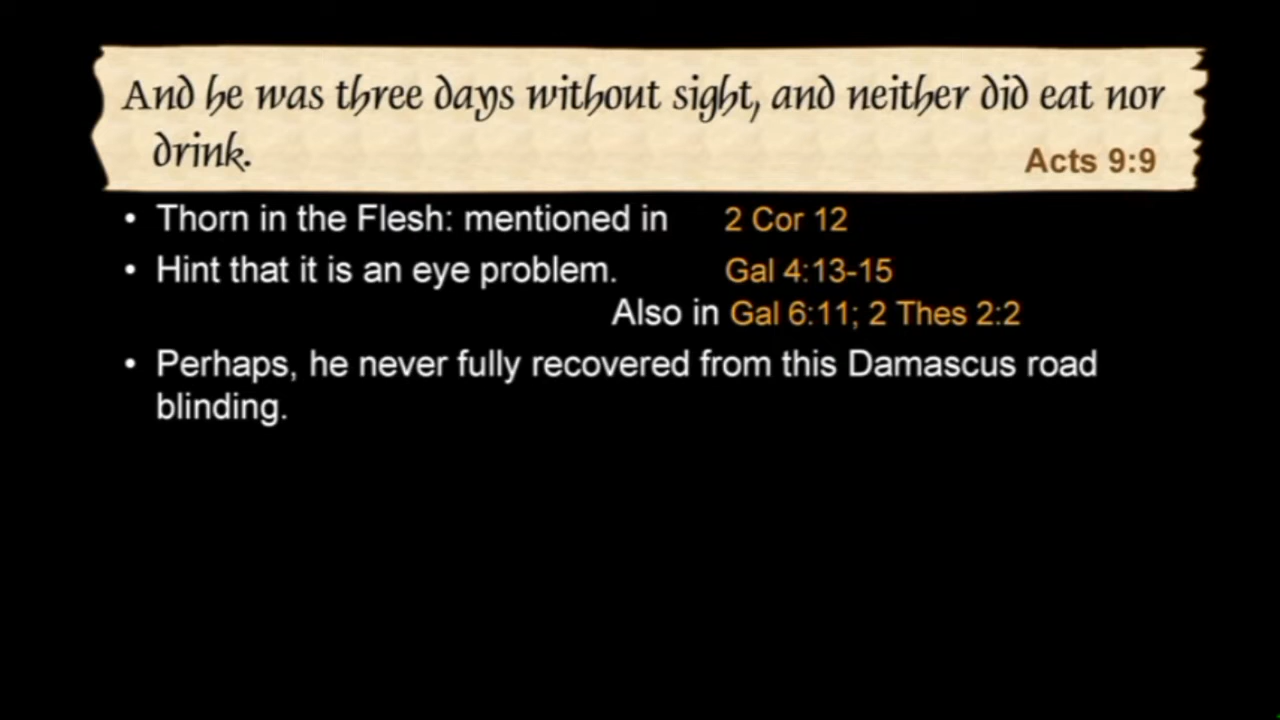 And he was three days without sight, and neither did eat nor
drink.
Acts 9:9
• Thorn in the Flesh: mentioned in 2 Cor 12
• Hint that it is an eye problem. Gal 4:13-15
Also in Gal 6:11; 2 Thes 2:2
• Perhaps, he never fully recovered from this Damascus road
blinding.